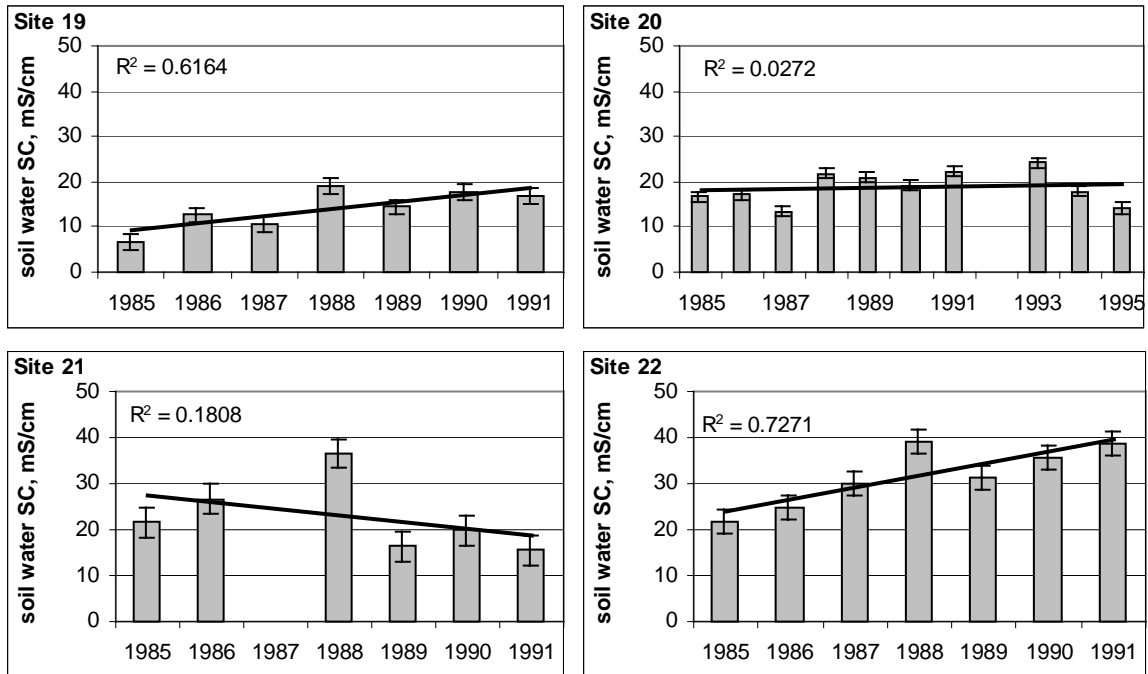 Site 19
soil water SC, mS/cm
R² = 0.6164
50
40
30
20
10
0
1985 1986 1987 1988 1989 1990 1991
Site 20
soil water SC, mS/cm
R² = 0.0272
50
40
30
20
10
0
1985 1987 1989 1991 1993 1995
Site 21
soil water SC, mS/cm
R² = 0.1808
50
40
30
20
10
0
1985 1986 1987 1988 1989 1990 1991
Site 22
soil water SC, mS/cm
R² = 0.7271
50
40
30
20
10
0
1985 1986 1987 1988 1989 1990 1991